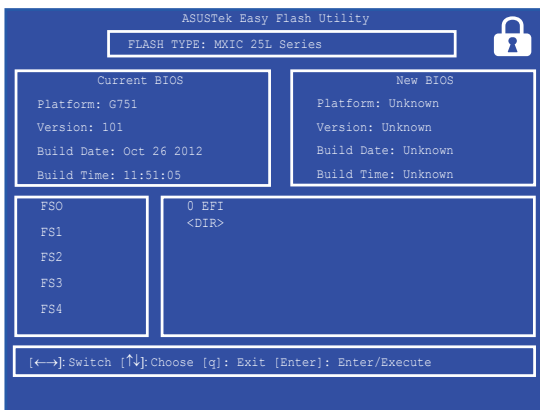 ASUSTek Easy Flash Utility
FLASH TYPE: MXIC 25L Series
Current BIOS
Platform: G751
Version: 101
Build Date: Oct 26 2012
Build Time: 11:51:05
New BIOS
Platform: Unknown
Version: Unknown
Build Date: Unknown
Build Time: Unknown
FSO
FS1
FS2
FS3
FS4
0 EFI
<DIR>
[←→]: Switch [↑↓]: Choose [q]: Exit [Enter]: Enter/Execute